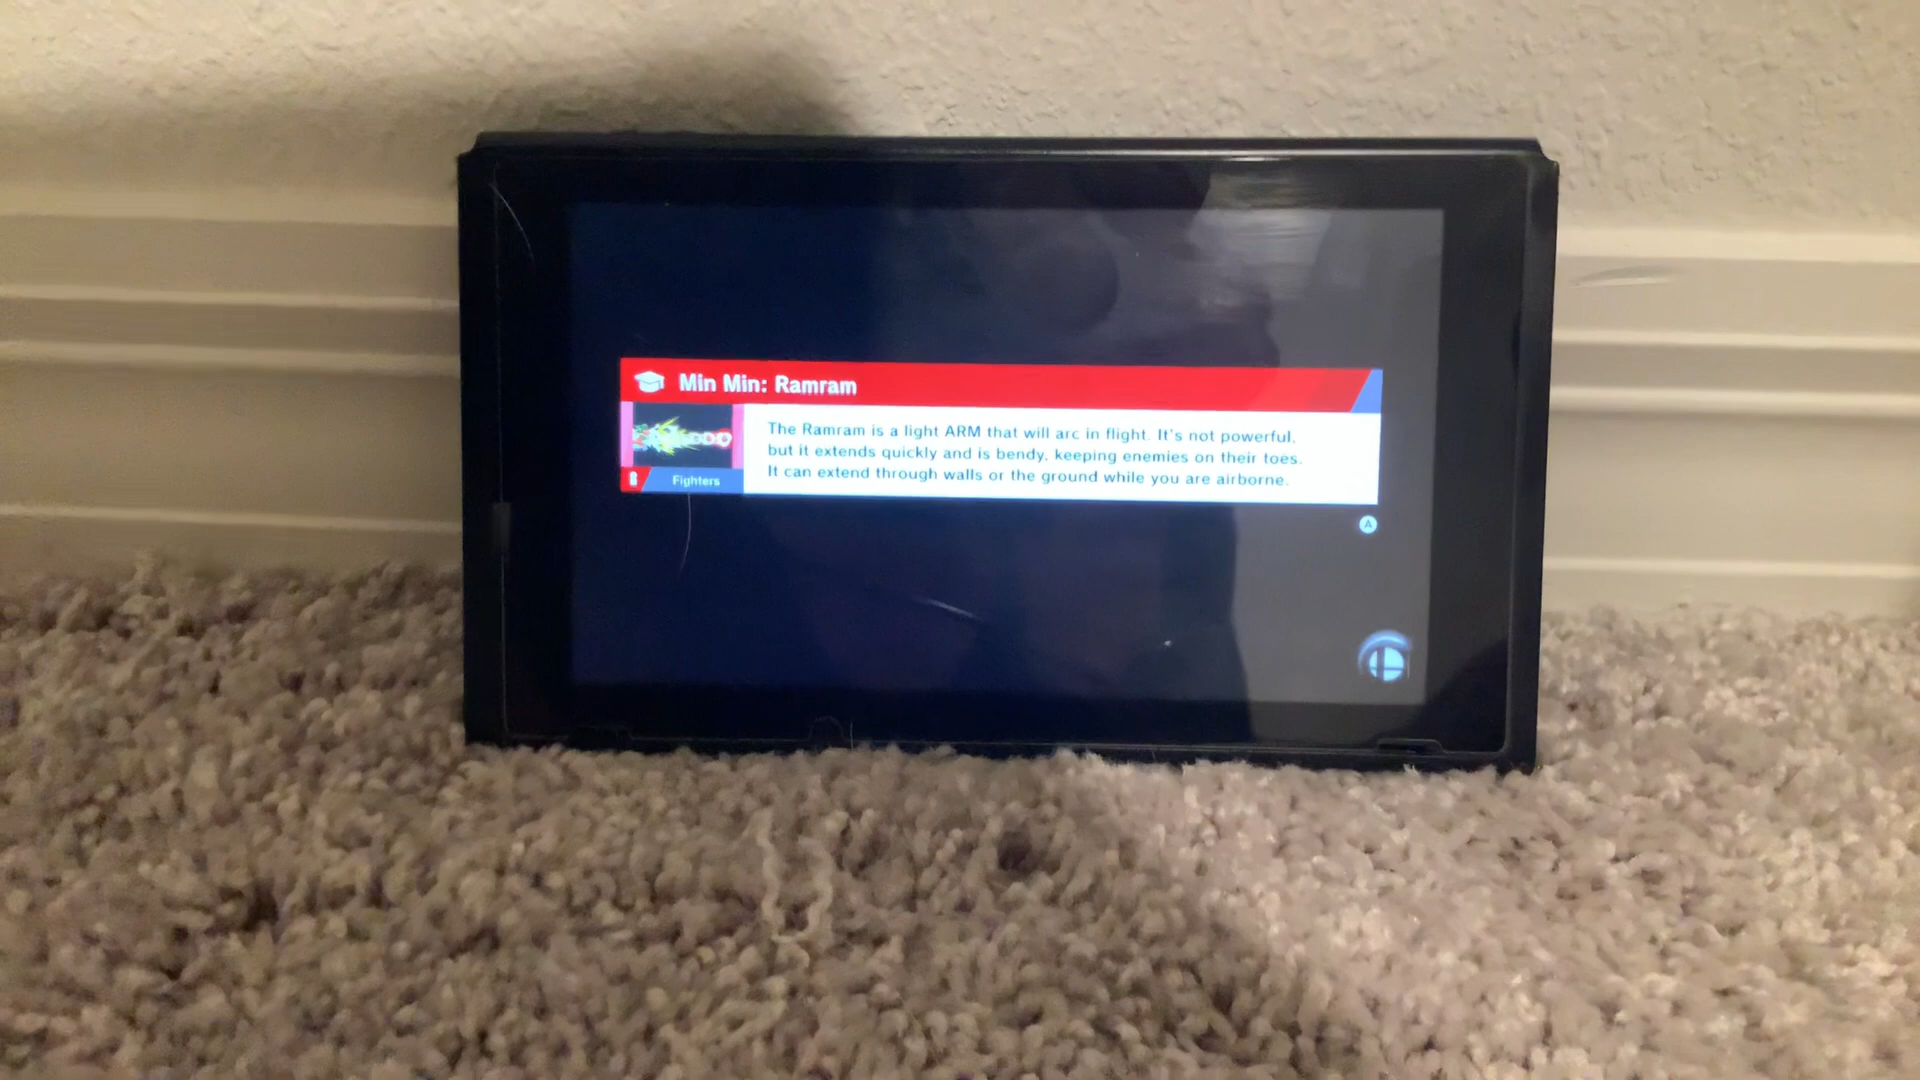 Min Min: Ramram
The Ramram is a light ARM that will arc in flight. It's not powerful,
but it extends quickly and is bendy, keeping enemies on their toes.
It can extend through walls or the ground while you are airborne.
Fighters
A